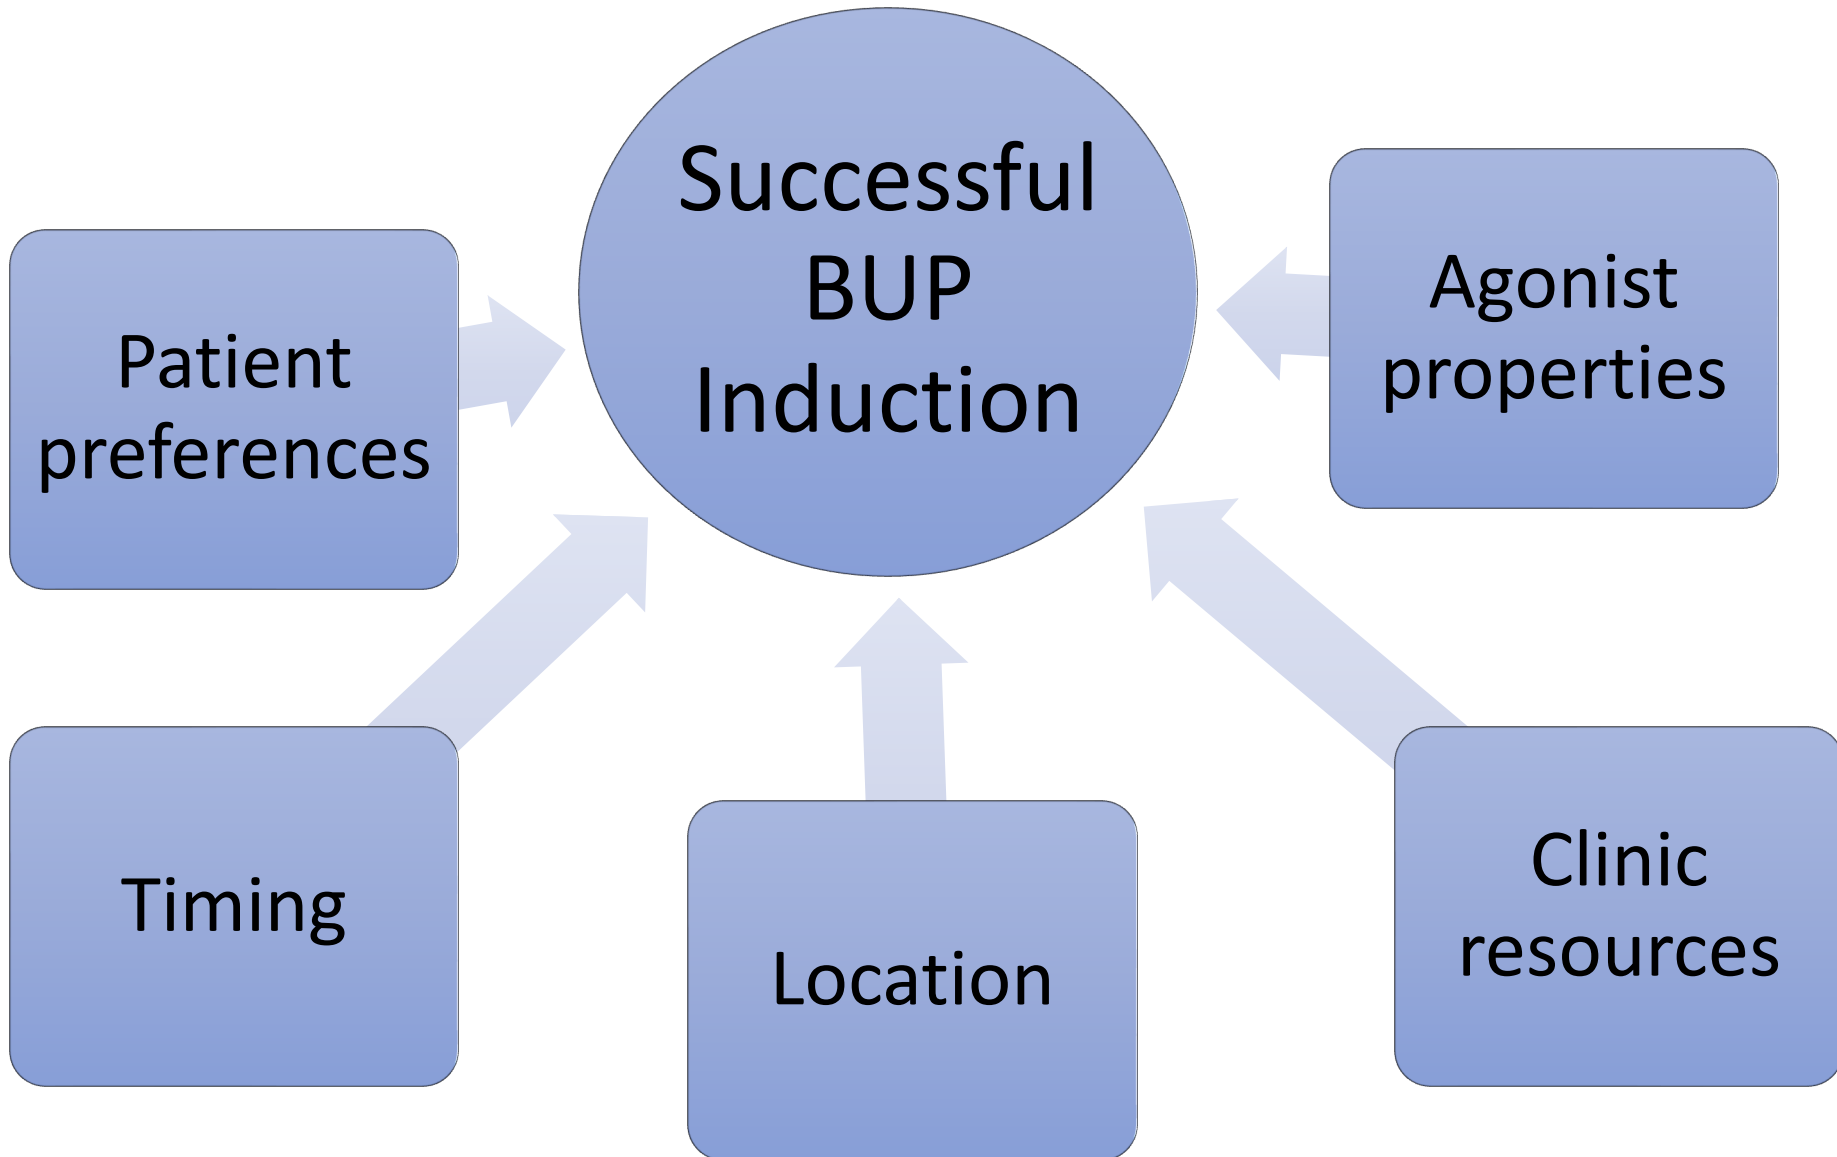 Successful
BUP
Induction
Patient
preferences
Agonist
properties
Timing
Location
Clinic
resources